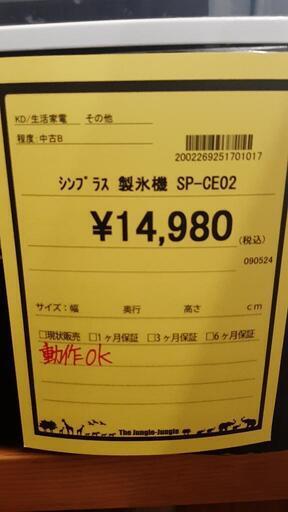 KD/生活家電　その他
程度:中古B
2002269251701017
ｼﾝﾌﾟﾗｽ 製氷機 SP-CE02
¥14,980
(税込)
090524
サイズ:幅　奥行　高さ　cm
□現状販売 □1ヶ月保証 □3ヶ月保証 □6ヶ月保証
動作OK
The Jungle-Jungle